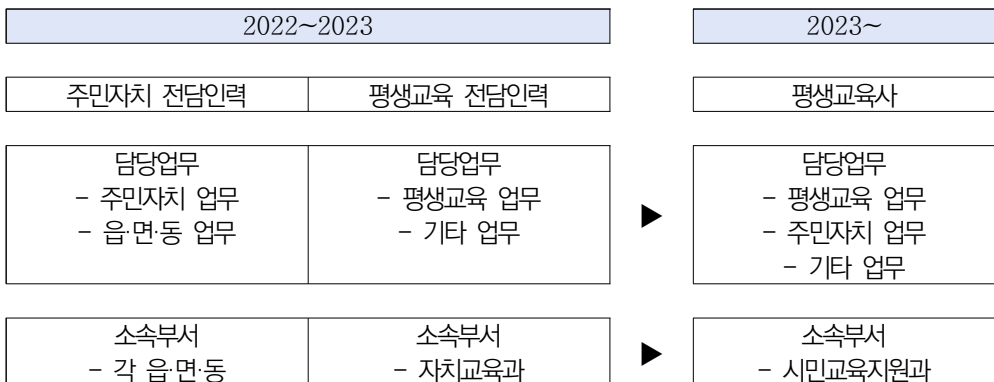 2022~2023
2023~
주민자치 전담인력
평생교육 전담인력
평생교육사
담당업무
- 주민자치 업무
- 읍·면·동 업무
담당업무
- 평생교육 업무
- 기타 업무
담당업무
- 평생교육 업무
- 주민자치 업무
- 기타 업무
소속부서
- 각 읍·면·동
소속부서
- 자치교육과
소속부서
- 시민교육지원과